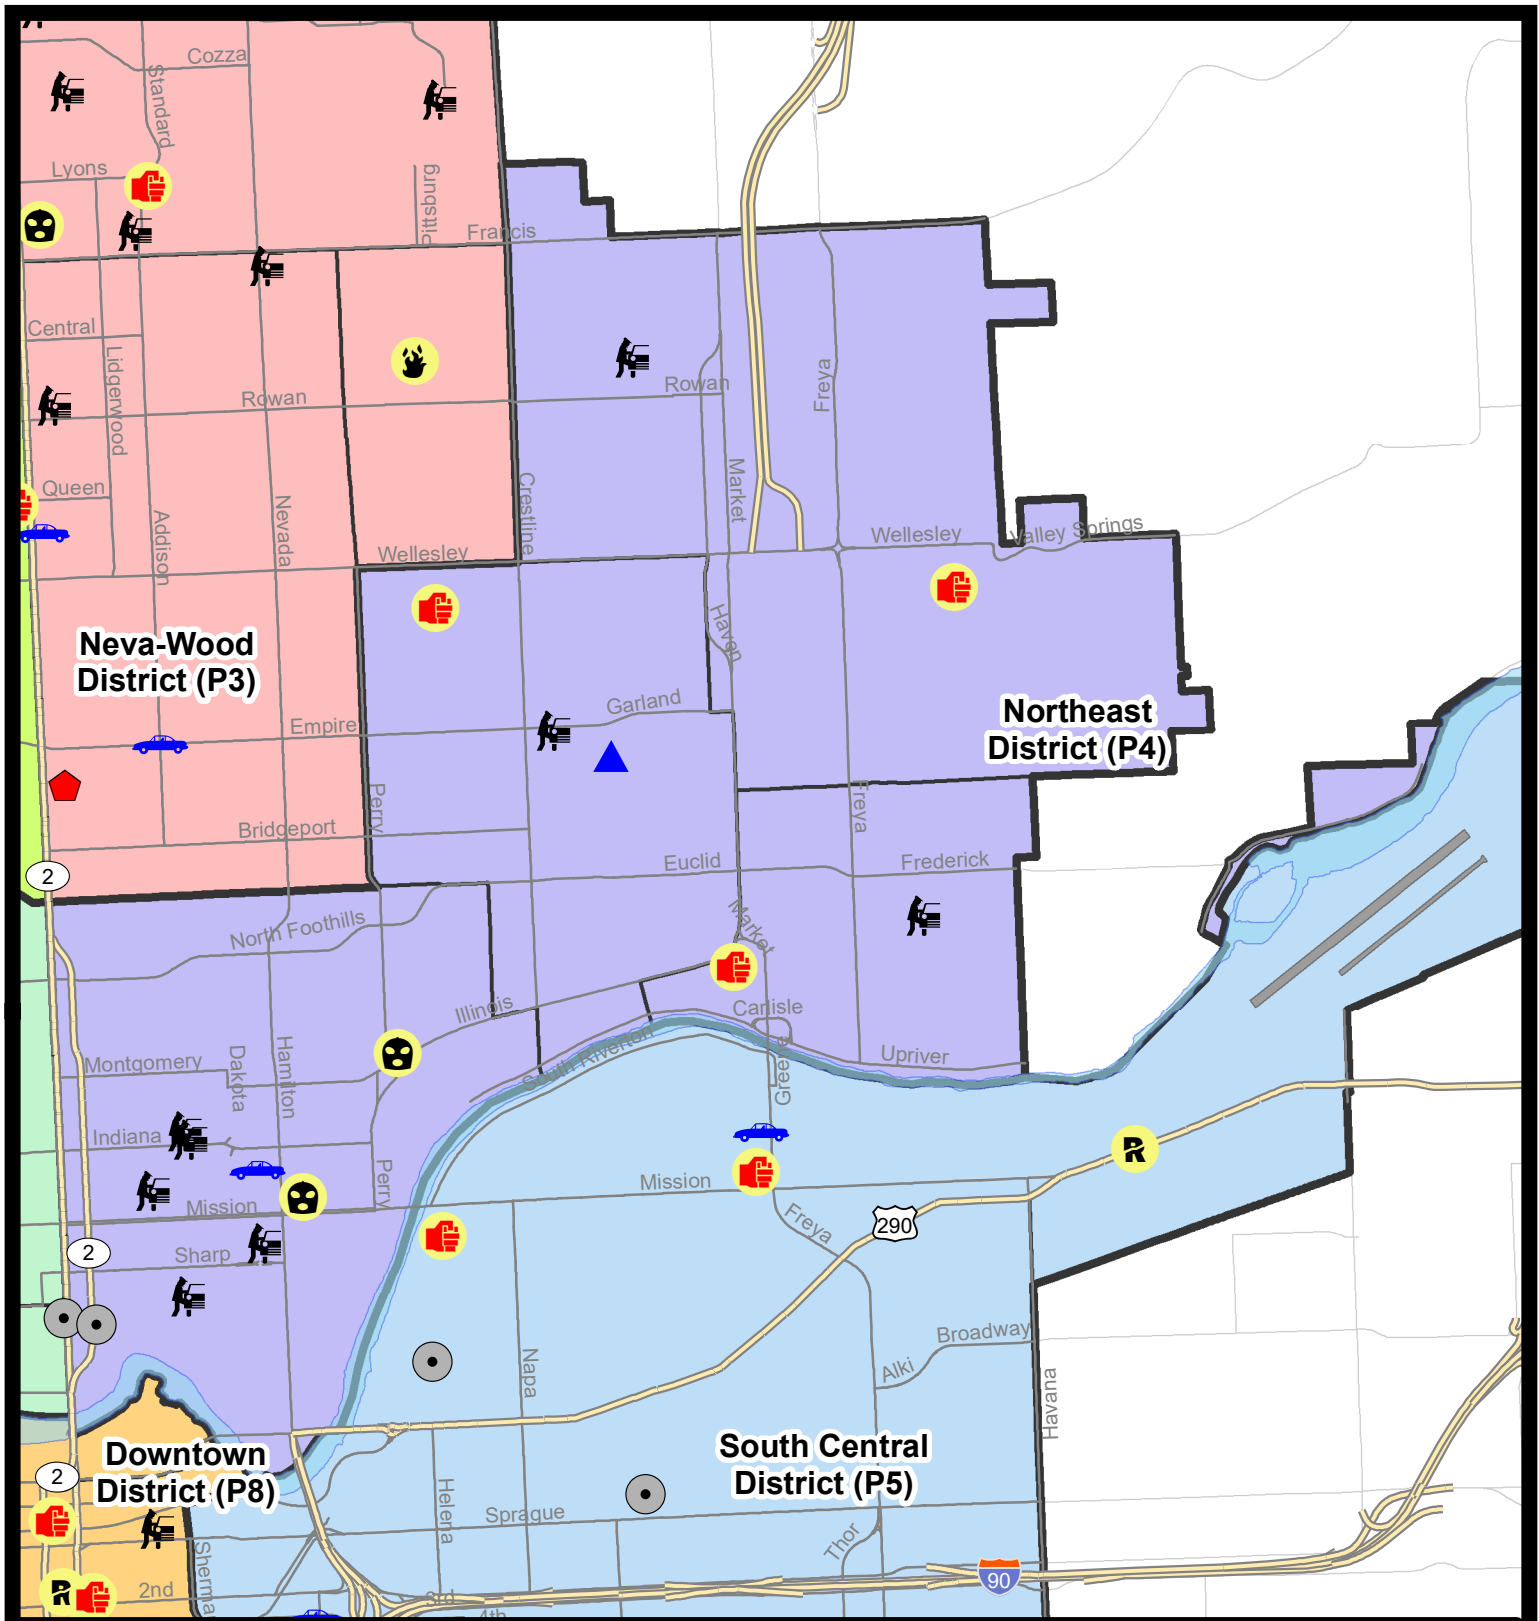 Cozza
Standard
Lyons
Pittsburg
Francis
Central
Lidgerwood
Rowan
Rowan
Freya
Queen
Addison
Nevada
Crestline
Market
Wellesley
Wellesley
Valley Springs
Haven
Neva-Wood
District (P3)
Garland
Empire
Northeast
District (P4)
Perry
Freya
Bridgeport
Euclid
Frederick
2
North Foothills
Market
Illinois
Carlisle
South Riverton
Upriver
Greene
Montgomery
Dakota
Hamilton
Indiana
Perry
Mission
Mission
Freya
290
2
Sharp
Napa
Broadway
Alki
Havana
Downtown
District (P8)
South Central
District (P5)
2
Helena
Sprague
Thor
Sherma
2nd
3rd
4th
90
R
R